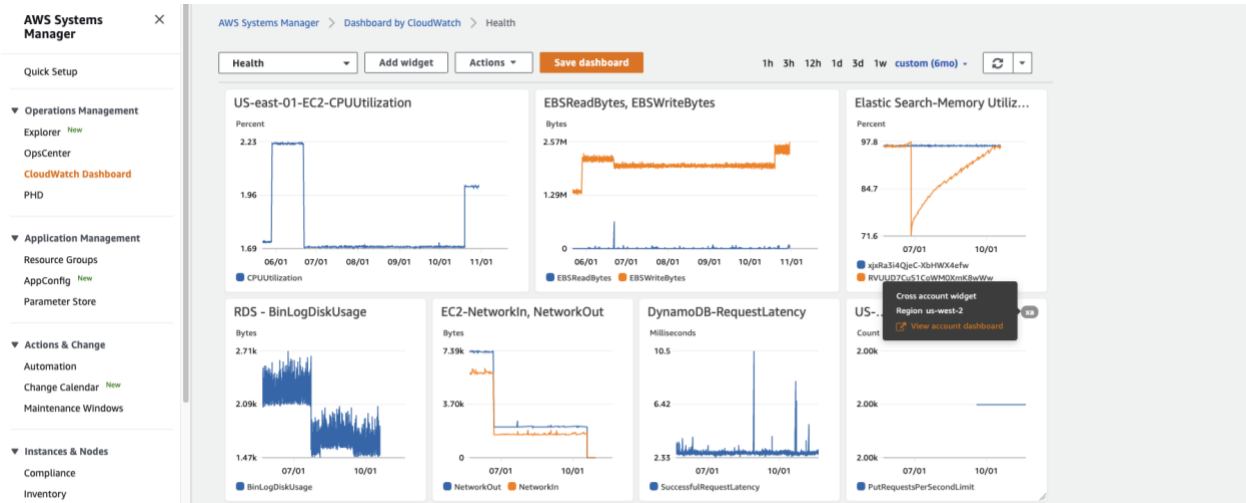 AWS Systems
Manager
Quick Setup
Operations Management
Explorer New
OpsCenter
CloudWatch Dashboard
PHD
Application Management
Resource Groups
AppConfig New
Parameter Store
Actions & Change
Automation
Change Calendar New
Maintenance Windows
Instances & Nodes
Compliance
Inventory
AWS Systems Manager > Dashboard by CloudWatch > Health
Health
Add widget
Actions
Save dashboard
1h 3h 12h 1d 3d 1w custom (6mo)
US-east-01-EC2-CPUUtilization
Percent
2.23
1.96
1.69
06/01 07/01 08/01 09/01 10/01 11/01
CPUUtilization
EBSReadBytes, EBSWriteBytes
Bytes
2.57M
1.29M
0
06/01 07/01 08/01 09/01 10/01 11/01
EBSReadBytes EBSWriteBytes
Elastic Search-Memory Utiliz...
Percent
97.8
84.7
71.6
07/01 10/01
xjxRa3i4QjeC-XbHWX4efw
RDS - BinLogDiskUsage
Bytes
2.71k
2.09k
1.47k
07/01 10/01
BinLogDiskUsage
EC2-NetworkIn, NetworkOut
Bytes
7.39k
3.70k
0
07/01 10/01
NetworkOut NetworkIn
DynamoDB-RequestLatency
Milliseconds
10.5
6.42
2.33
07/01 10/01
SuccessfulRequestLatency
US-...
Count
2.00k
2.00k
2.00k
07/01 10/01
PutRequestsPerSecondLimit
Cross account widget
Region us-west-2
View account dashboard